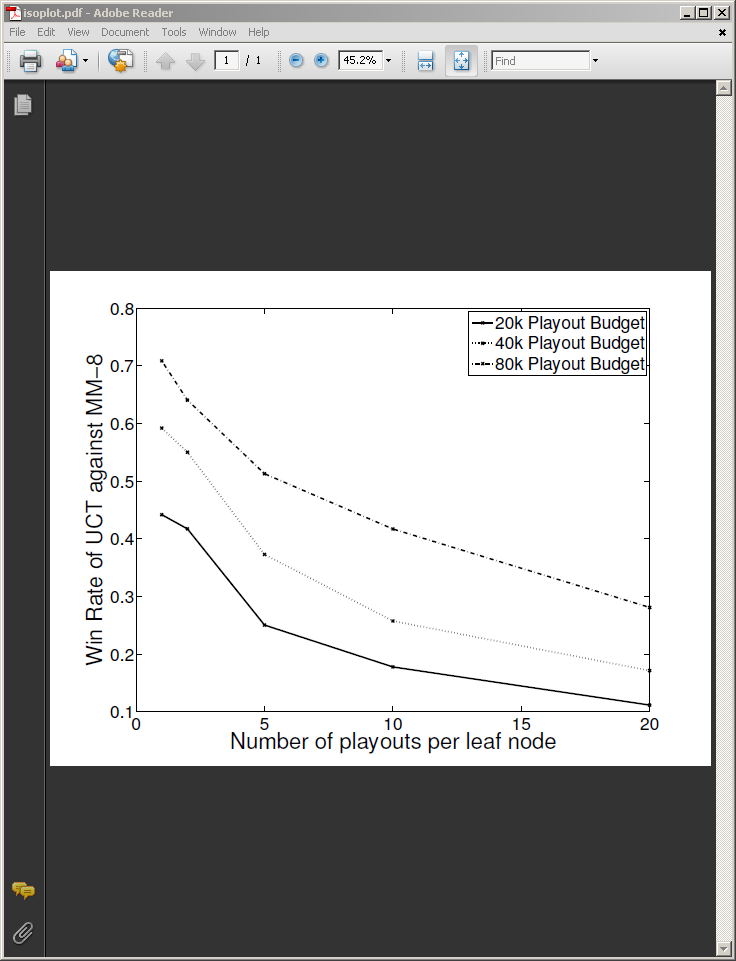 isoplot.pdf - Adobe Reader
File Edit View Document Tools Window Help
1 / 1 45.2% Find
0.8
0.7
0.6
0.5
0.4
0.3
0.2
0.1
Win Rate of UCT against MM-8
20k Playout Budget
40k Playout Budget
80k Playout Budget
0 5 10 15 20
Number of playouts per leaf node